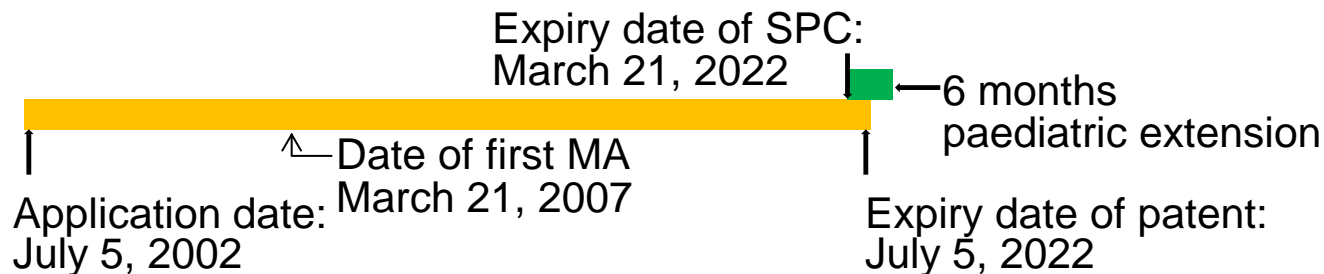 Expiry date of SPC:
March 21, 2022
6 months
paediatric extension
Date of first MA
March 21, 2007
Application date:
July 5, 2002
Expiry date of patent:
July 5, 2022